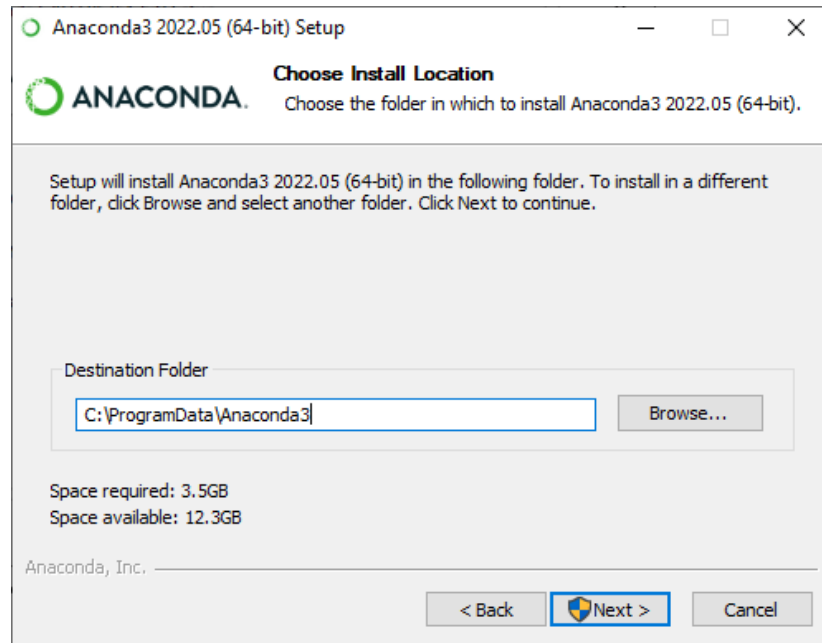 Anaconda3 2022.05 (64-bit) Setup
Choose Install Location
ANACONDA.
Choose the folder in which to install Anaconda3 2022.05 (64-bit).
Setup will install Anaconda3 2022.05 (64-bit) in the following folder. To install in a different
folder, click Browse and select another folder. Click Next to continue.
Destination Folder
C:\ProgramData\Anaconda3
Browse...
Space required: 3.5GB
Space available: 12.3GB
Anaconda, Inc.
< Back
Next >
Cancel